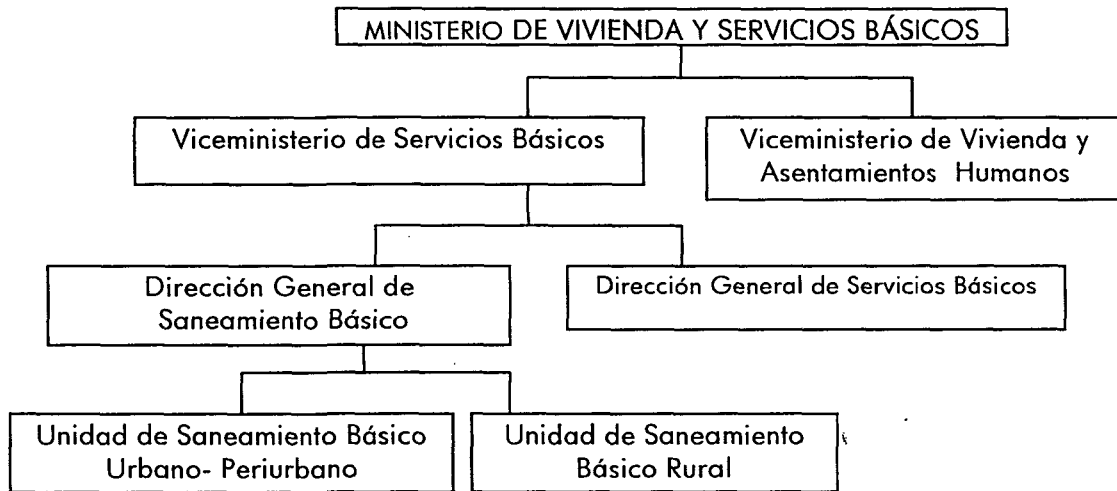 MINISTERIO DE VIVIENDA Y SERVICIOS BÁSICOS
Viceministerio de Servicios Básicos
Viceministerio de Vivienda y
Asentamientos Humanos
Dirección General de
Saneamiento Básico
Dirección General de Servicios Básicos
Unidad de Saneamiento Básico
Urbano- Periurbano
Unidad de Saneamiento
Básico Rural